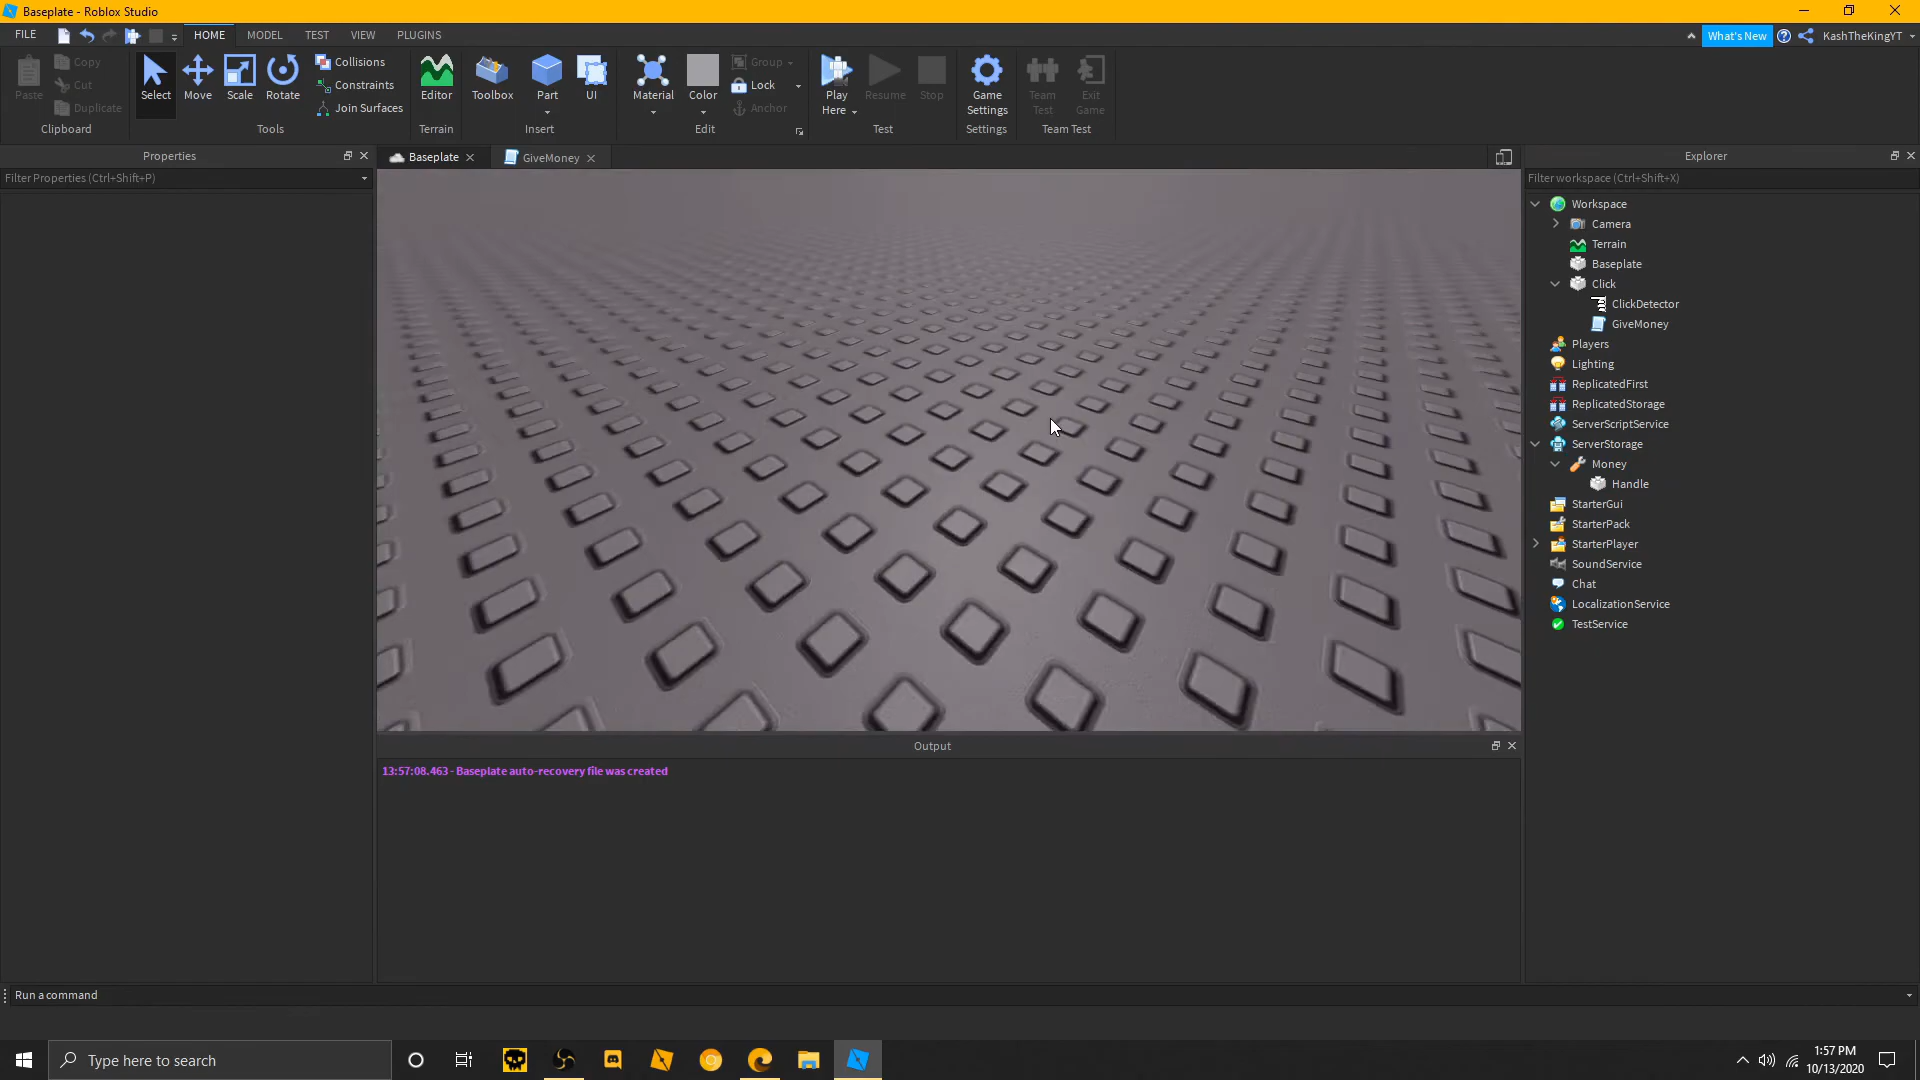 Baseplate - Roblox Studio
FILE HOME MODEL TEST VIEW PLUGINS What's New KashTheKingYT
Paste Copy Cut Duplicate
Clipboard
Select Move Scale Rotate
Collisions
Constraints
Join Surfaces
Tools
Editor
Terrain
Toolbox Part UI
Insert
Material Color Group Lock Anchor
Edit
Play Here Resume Stop
Test
Game Settings
Settings
Team Test Exit Game
Team Test
Properties
Filter Properties (Ctrl+Shift+P)
Baseplate GiveMoney
Explorer
Filter workspace (Ctrl+Shift+X)
Workspace
Camera
Terrain
Baseplate
Click
ClickDetector
GiveMoney
Players
Lighting
ReplicatedFirst
ReplicatedStorage
ServerScriptService
ServerStorage
Money
Handle
StarterGui
StarterPack
StarterPlayer
SoundService
Chat
LocalizationService
TestService
Output
13:57:08.463 - Baseplate auto-recovery file was created
Run a command
Type here to search
1:57 PM
10/13/2020